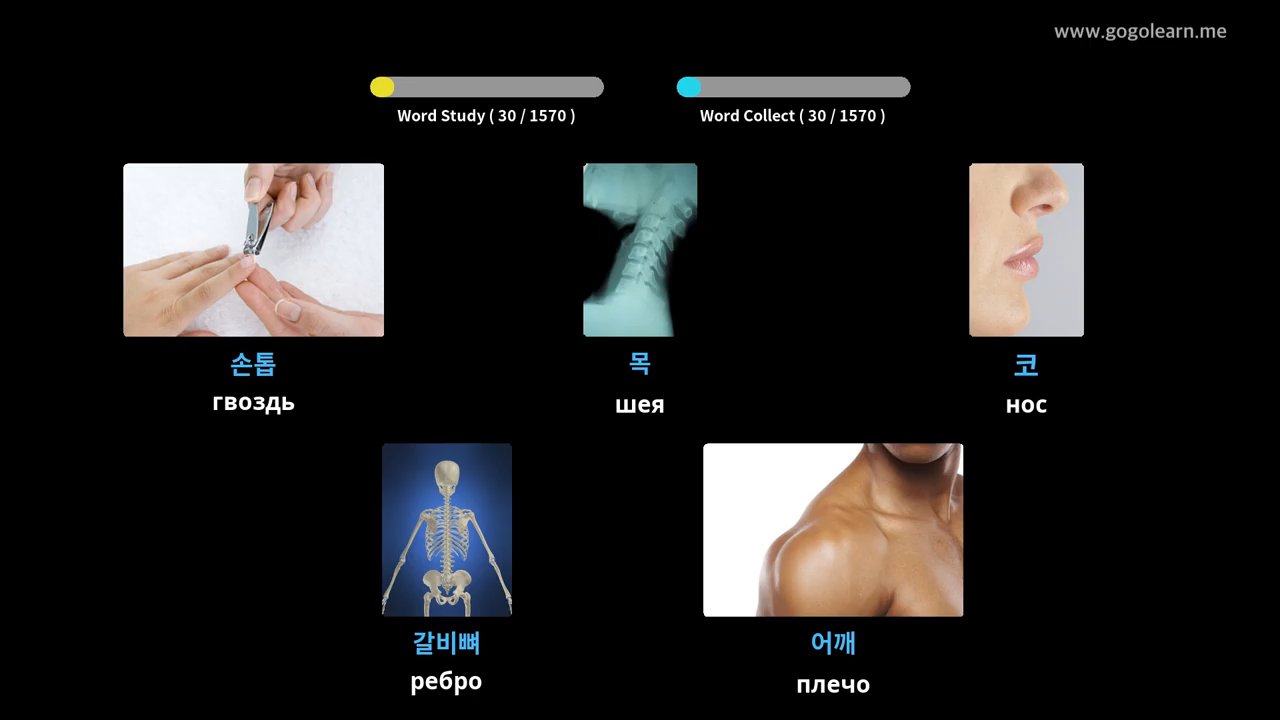 www.gogolearn.me
Word Study ( 30 / 1570 )
Word Collect ( 30 / 1570 )
손톱
гвоздь
목
шея
코
нос
갈비뼈
ребро
어깨
плечо